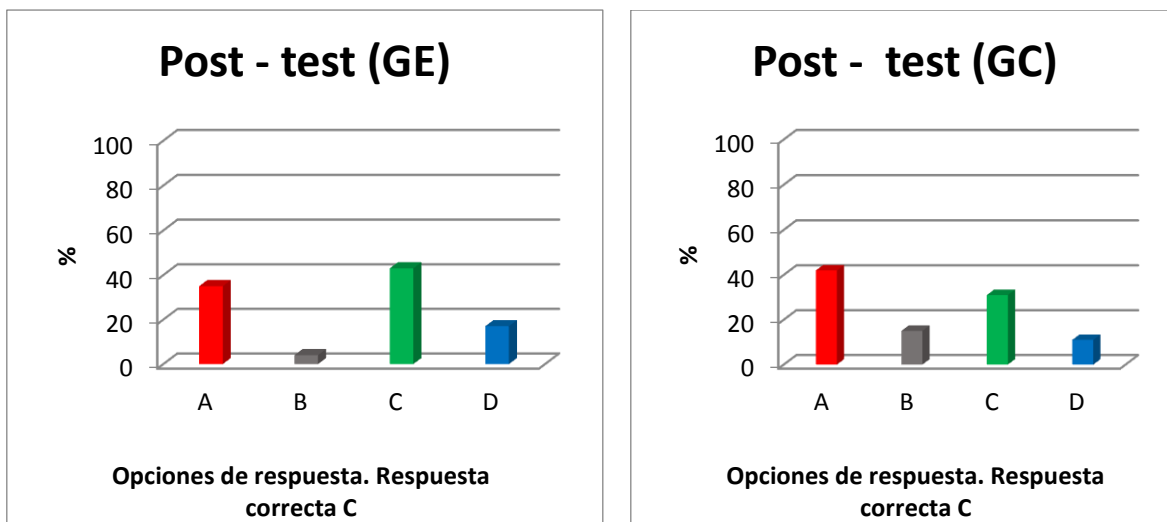 Post - test (GE)
100
80
60
40
20
0
%
A B C D
Opciones de respuesta. Respuesta
correcta C
Post -  test (GC)
100
80
60
40
20
0
%
A B C D
Opciones de respuesta. Respuesta
correcta C